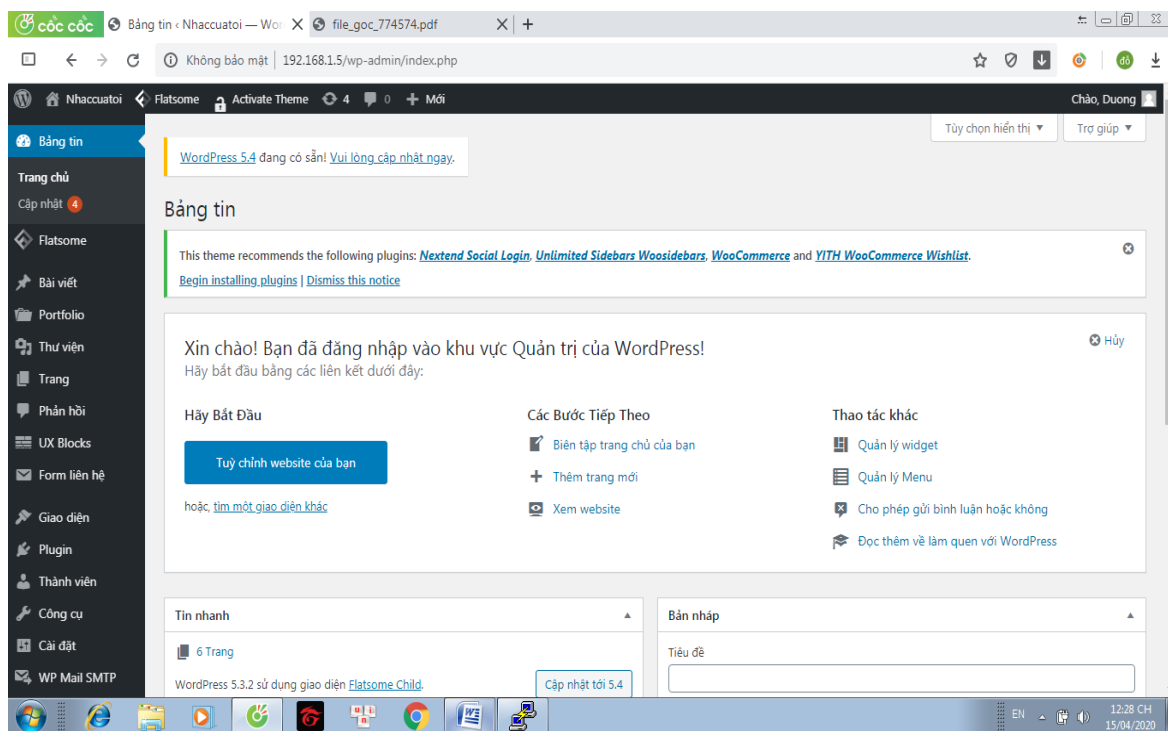 cốc cốc Bảng tin ‹ Nhaccuatoi — Wor file_goc_774574.pdf
Không bảo mật 192.168.1.5/wp-admin/index.php đô
Nhaccuatoi Flatsome Activate Theme 4 0 Mới Chào, Duong
Tùy chọn hiển thị Trợ giúp
Bảng tin
Trang chủ
Cập nhật 4
Flatsome
Bài viết
Portfolio
Thư viện
Trang
Phản hồi
UX Blocks
Form liên hệ
Giao diện
Plugin
Thành viên
Công cụ
Cài đặt
WP Mail SMTP
WordPress 5.4 đang có sẵn! Vui lòng cập nhật ngay.
Bảng tin
This theme recommends the following plugins: Nextend Social Login, Unlimited Sidebars Woosidebars, WooCommerce and YITH WooCommerce Wishlist.
Begin installing plugins | Dismiss this notice
Xin chào! Bạn đã đăng nhập vào khu vực Quản trị của WordPress!
Hủy
Hãy bắt đầu bằng các liên kết dưới đây:
Hãy Bắt Đầu
Tuỳ chỉnh website của bạn
hoặc, tìm một giao diện khác
Các Bước Tiếp Theo
Biên tập trang chủ của bạn
Thêm trang mới
Xem website
Thao tác khác
Quản lý widget
Quản lý Menu
Cho phép gửi bình luận hoặc không
Đọc thêm về làm quen với WordPress
Tin nhanh
6 Trang
WordPress 5.3.2 sử dụng giao diện Flatsome Child.
Cập nhật tới 5.4
Bản nháp
Tiêu đề
EN 12:28 CH
15/04/2020